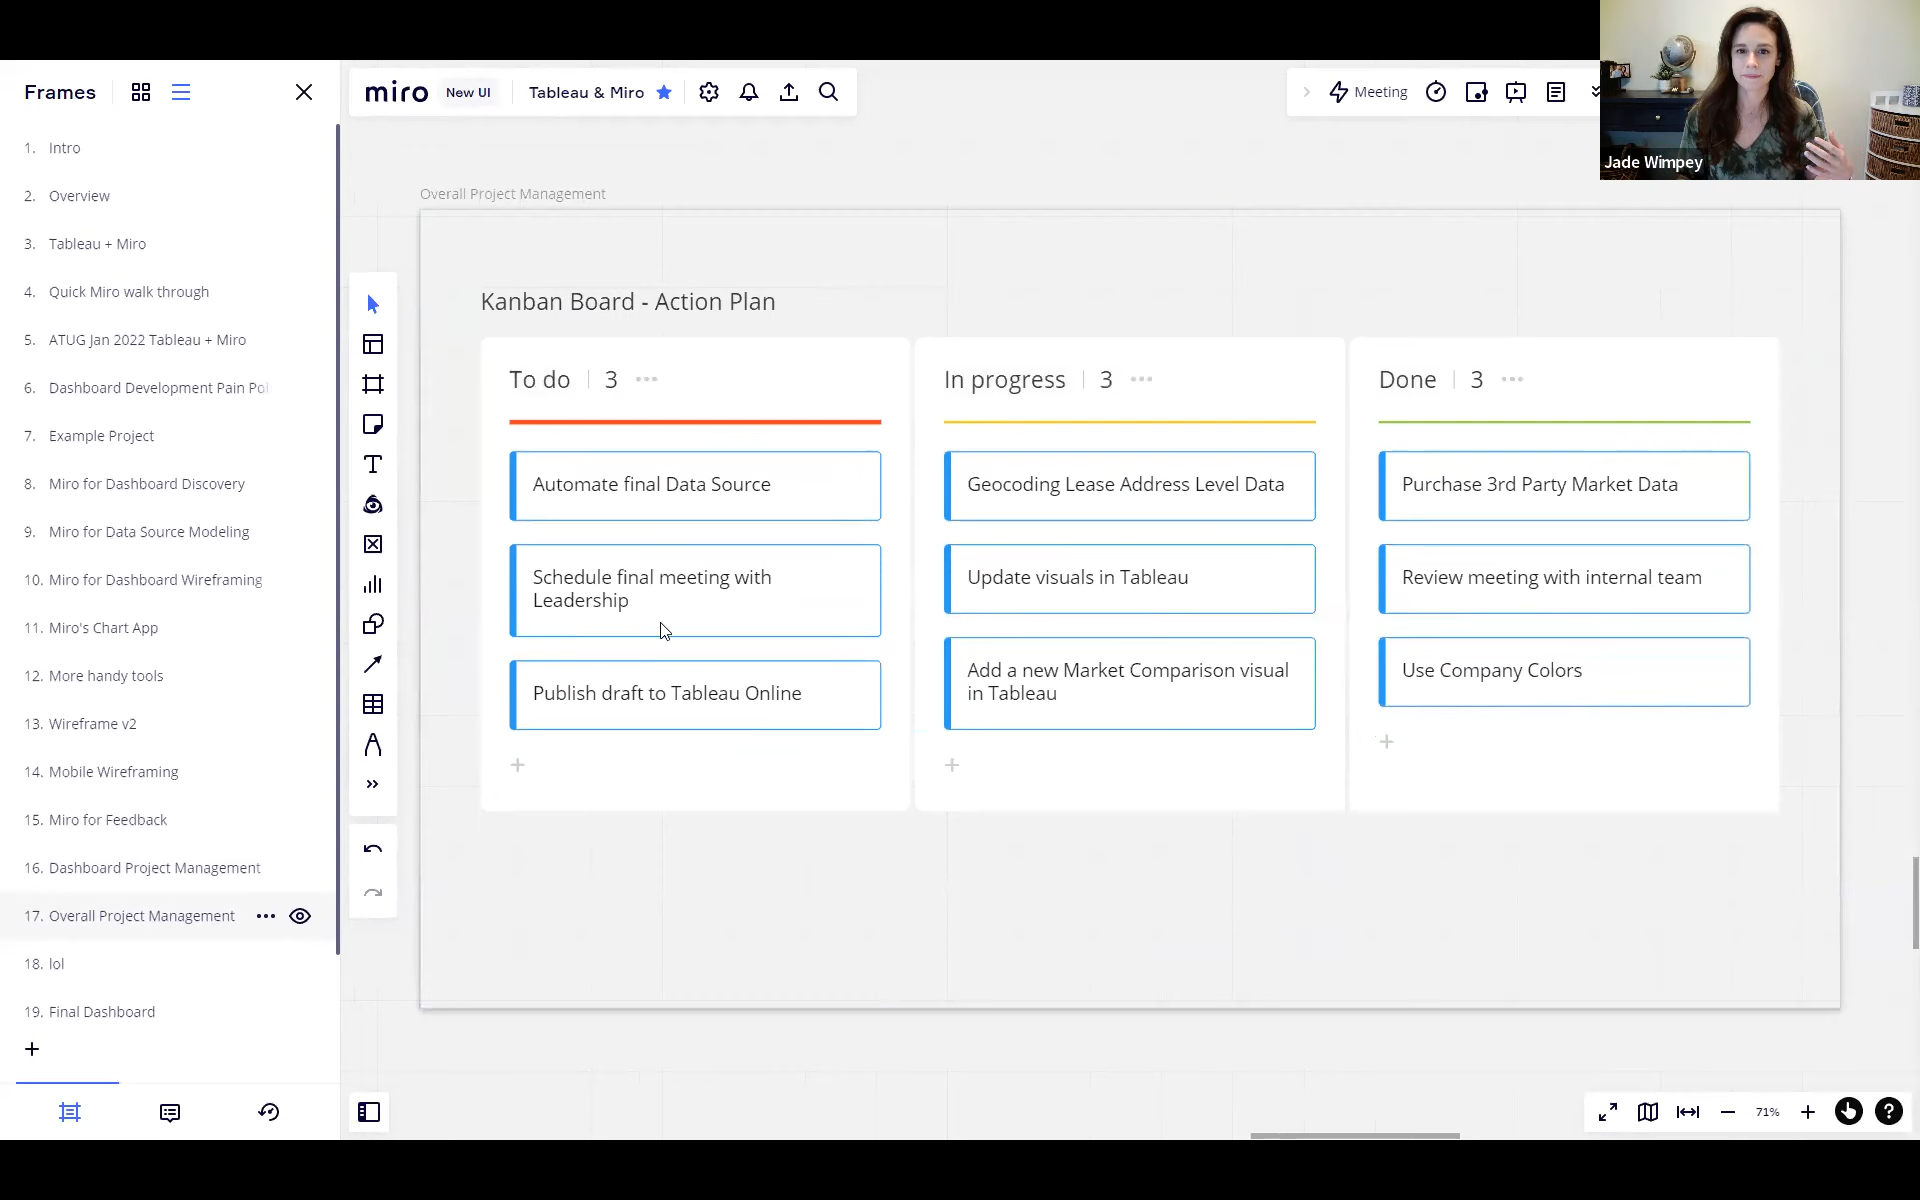 Frames
1. Intro
2. Overview
3. Tableau + Miro
4. Quick Miro walk through
5. ATUG Jan 2022 Tableau + Miro
6. Dashboard Development Pain Poi
7. Example Project
8. Miro for Dashboard Discovery
9. Miro for Data Source Modeling
10. Miro for Dashboard Wireframing
11. Miro's Chart App
12. More handy tools
13. Wireframe v2
14. Mobile Wireframing
15. Miro for Feedback
16. Dashboard Project Management
17. Overall Project Management
18. lol
19. Final Dashboard
miro New UI Tableau & Miro
Meeting
Jade Wimpey
Overall Project Management
Kanban Board - Action Plan
To do 3
Automate final Data Source
Schedule final meeting with
Leadership
Publish draft to Tableau Online
In progress 3
Geocoding Lease Address Level Data
Update visuals in Tableau
Add a new Market Comparison visual
in Tableau
Done 3
Purchase 3rd Party Market Data
Review meeting with internal team
Use Company Colors
71%